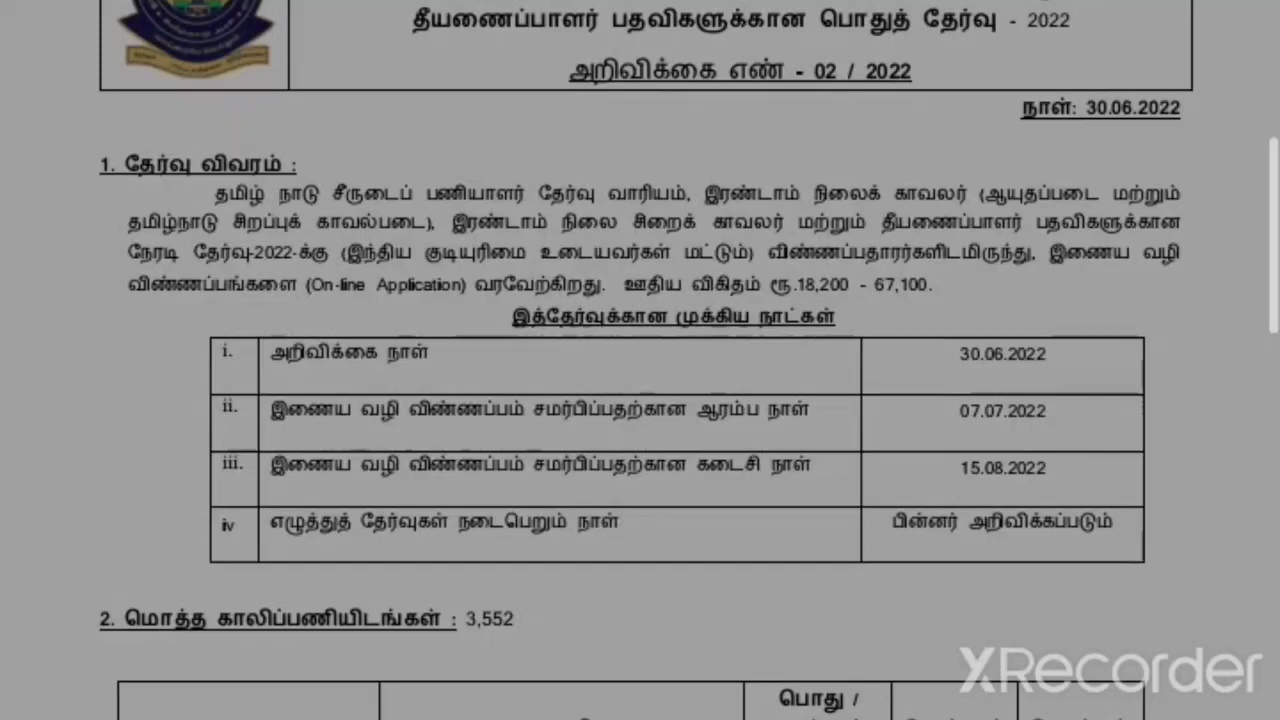 தீயணைப்பாளர் பதவிகளுக்கான பொதுத் தேர்வு - 2022
அறிவிக்கை எண் - 02 / 2022
நாள்: 30.06.2022
1. தேர்வு விவரம் :
தமிழ் நாடு சீருடைப் பணியாளர் தேர்வு வாரியம், இரண்டாம் நிலைக் காவலர் (ஆயுதப்படை மற்றும்
தமிழ்நாடு சிறப்புக் காவல்படை), இரண்டாம் நிலை சிறைக் காவலர் மற்றும் தீயணைப்பாளர் பதவிகளுக்கான
நேரடி தேர்வு-2022-க்கு (இந்திய குடியுரிமை உடையவர்கள் மட்டும்) விண்ணப்பதாரர்களிடமிருந்து, இணைய வழி
விண்ணப்பங்களை (On-line Application) வரவேற்கிறது. ஊதிய விகிதம் ரூ.18,200 - 67,100.
இத்தேர்வுக்கான முக்கிய நாட்கள்
i. அறிவிக்கை நாள் 30.06.2022
ii. இணைய வழி விண்ணப்பம் சமர்பிப்பதற்கான ஆரம்ப நாள் 07.07.2022
iii. இணைய வழி விண்ணப்பம் சமர்பிப்பதற்கான கடைசி நாள் 15.08.2022
iv எழுத்துத் தேர்வுகள் நடைபெறும் நாள் பின்னர் அறிவிக்கப்படும்
2. மொத்த காலிப்பணியிடங்கள் : 3,552
XRecorder
பொது /